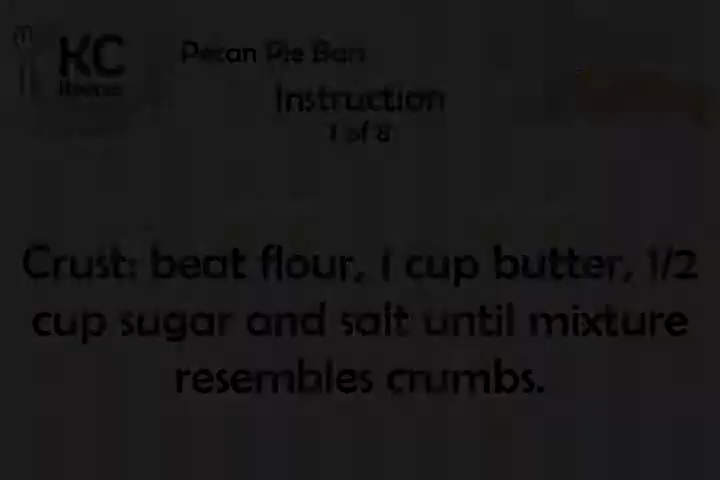 KC
Recipes
Pecan Pie Bars
Instruction
1 of 8
Crust: beat flour, 1 cup butter, 1/2
cup sugar and salt until mixture
resembles crumbs.